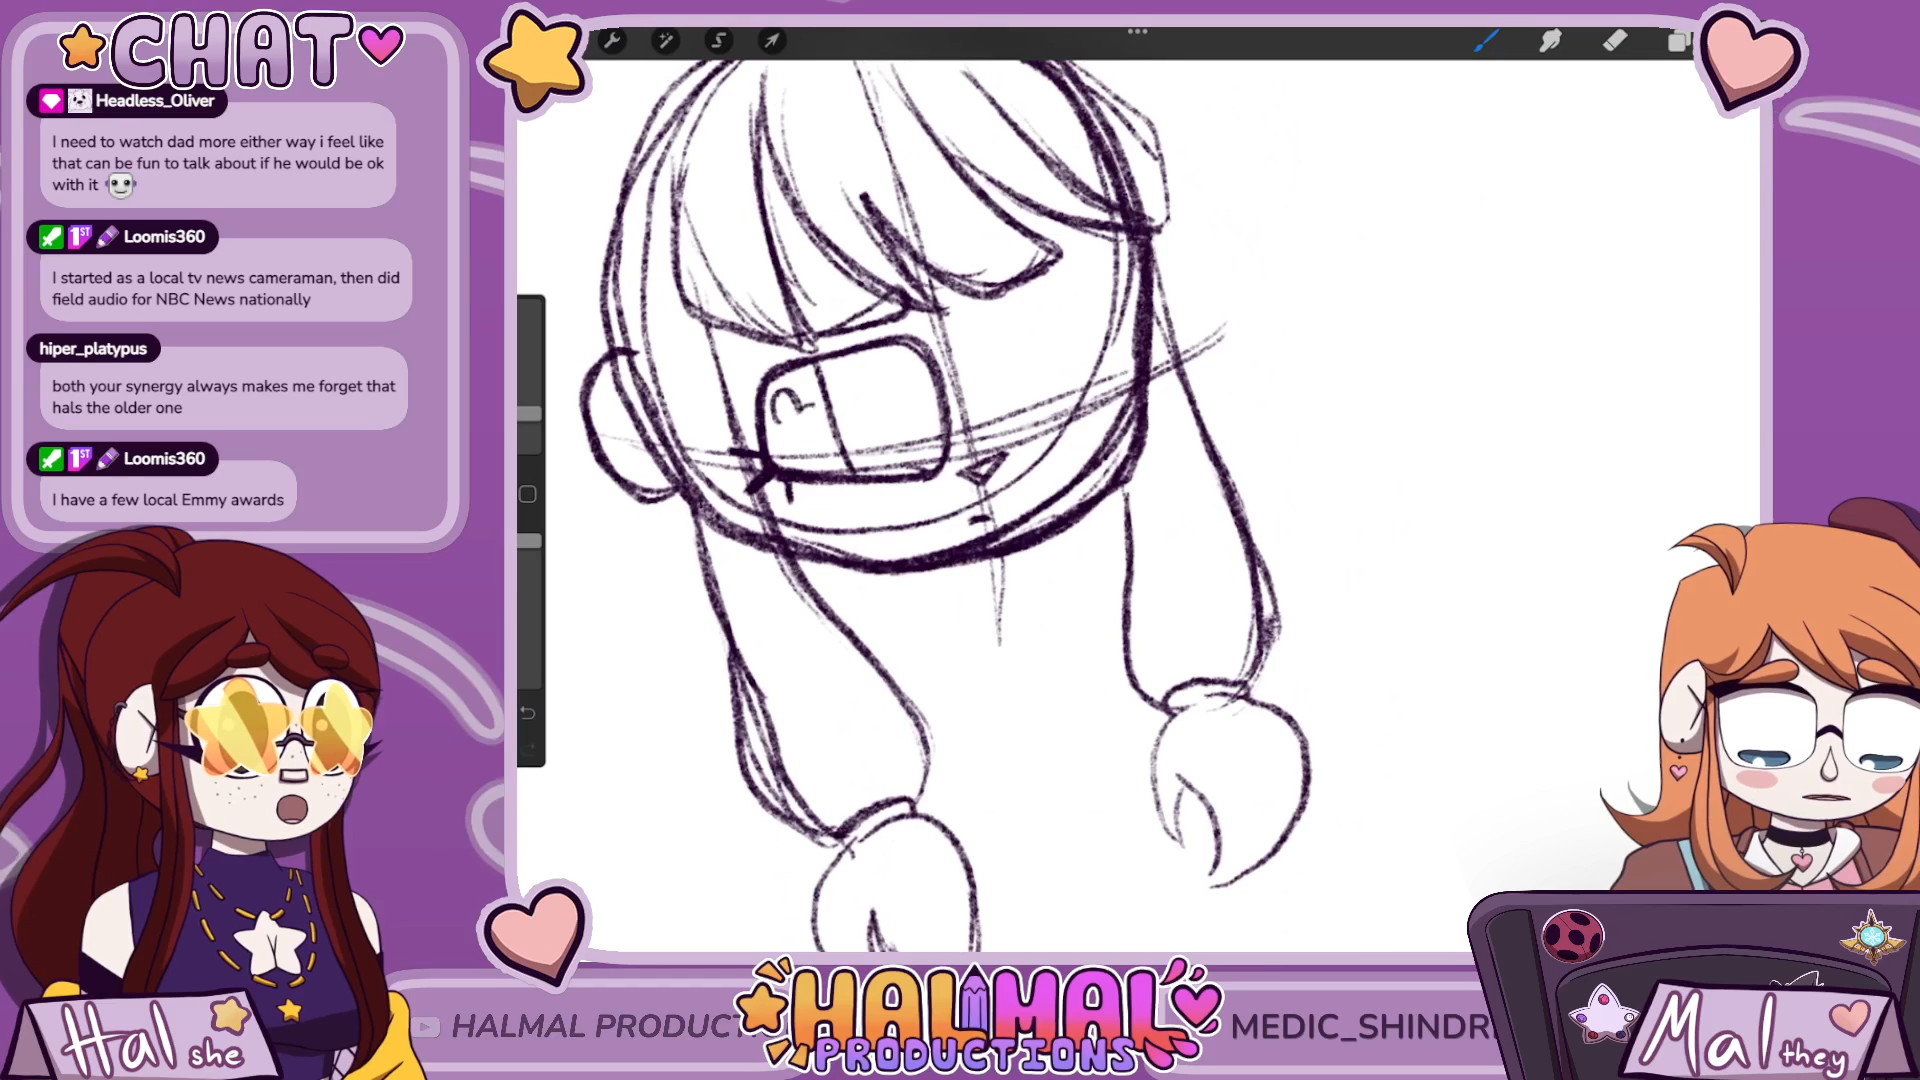 CHAT
Headless_Oliver
I need to watch dad more either way i feel like
that can be fun to talk about if he would be ok
with it
1ST Loomis360
I started as a local tv news cameraman, then did
field audio for NBC News nationally
hiper_platypus
both your synergy always makes me forget that
hals the older one
1ST Loomis360
I have a few local Emmy awards
Hal she
HALMAL PRODUCT
HALMAL
PRODUCTIONS
MEDIC_SHINDR
Mal they